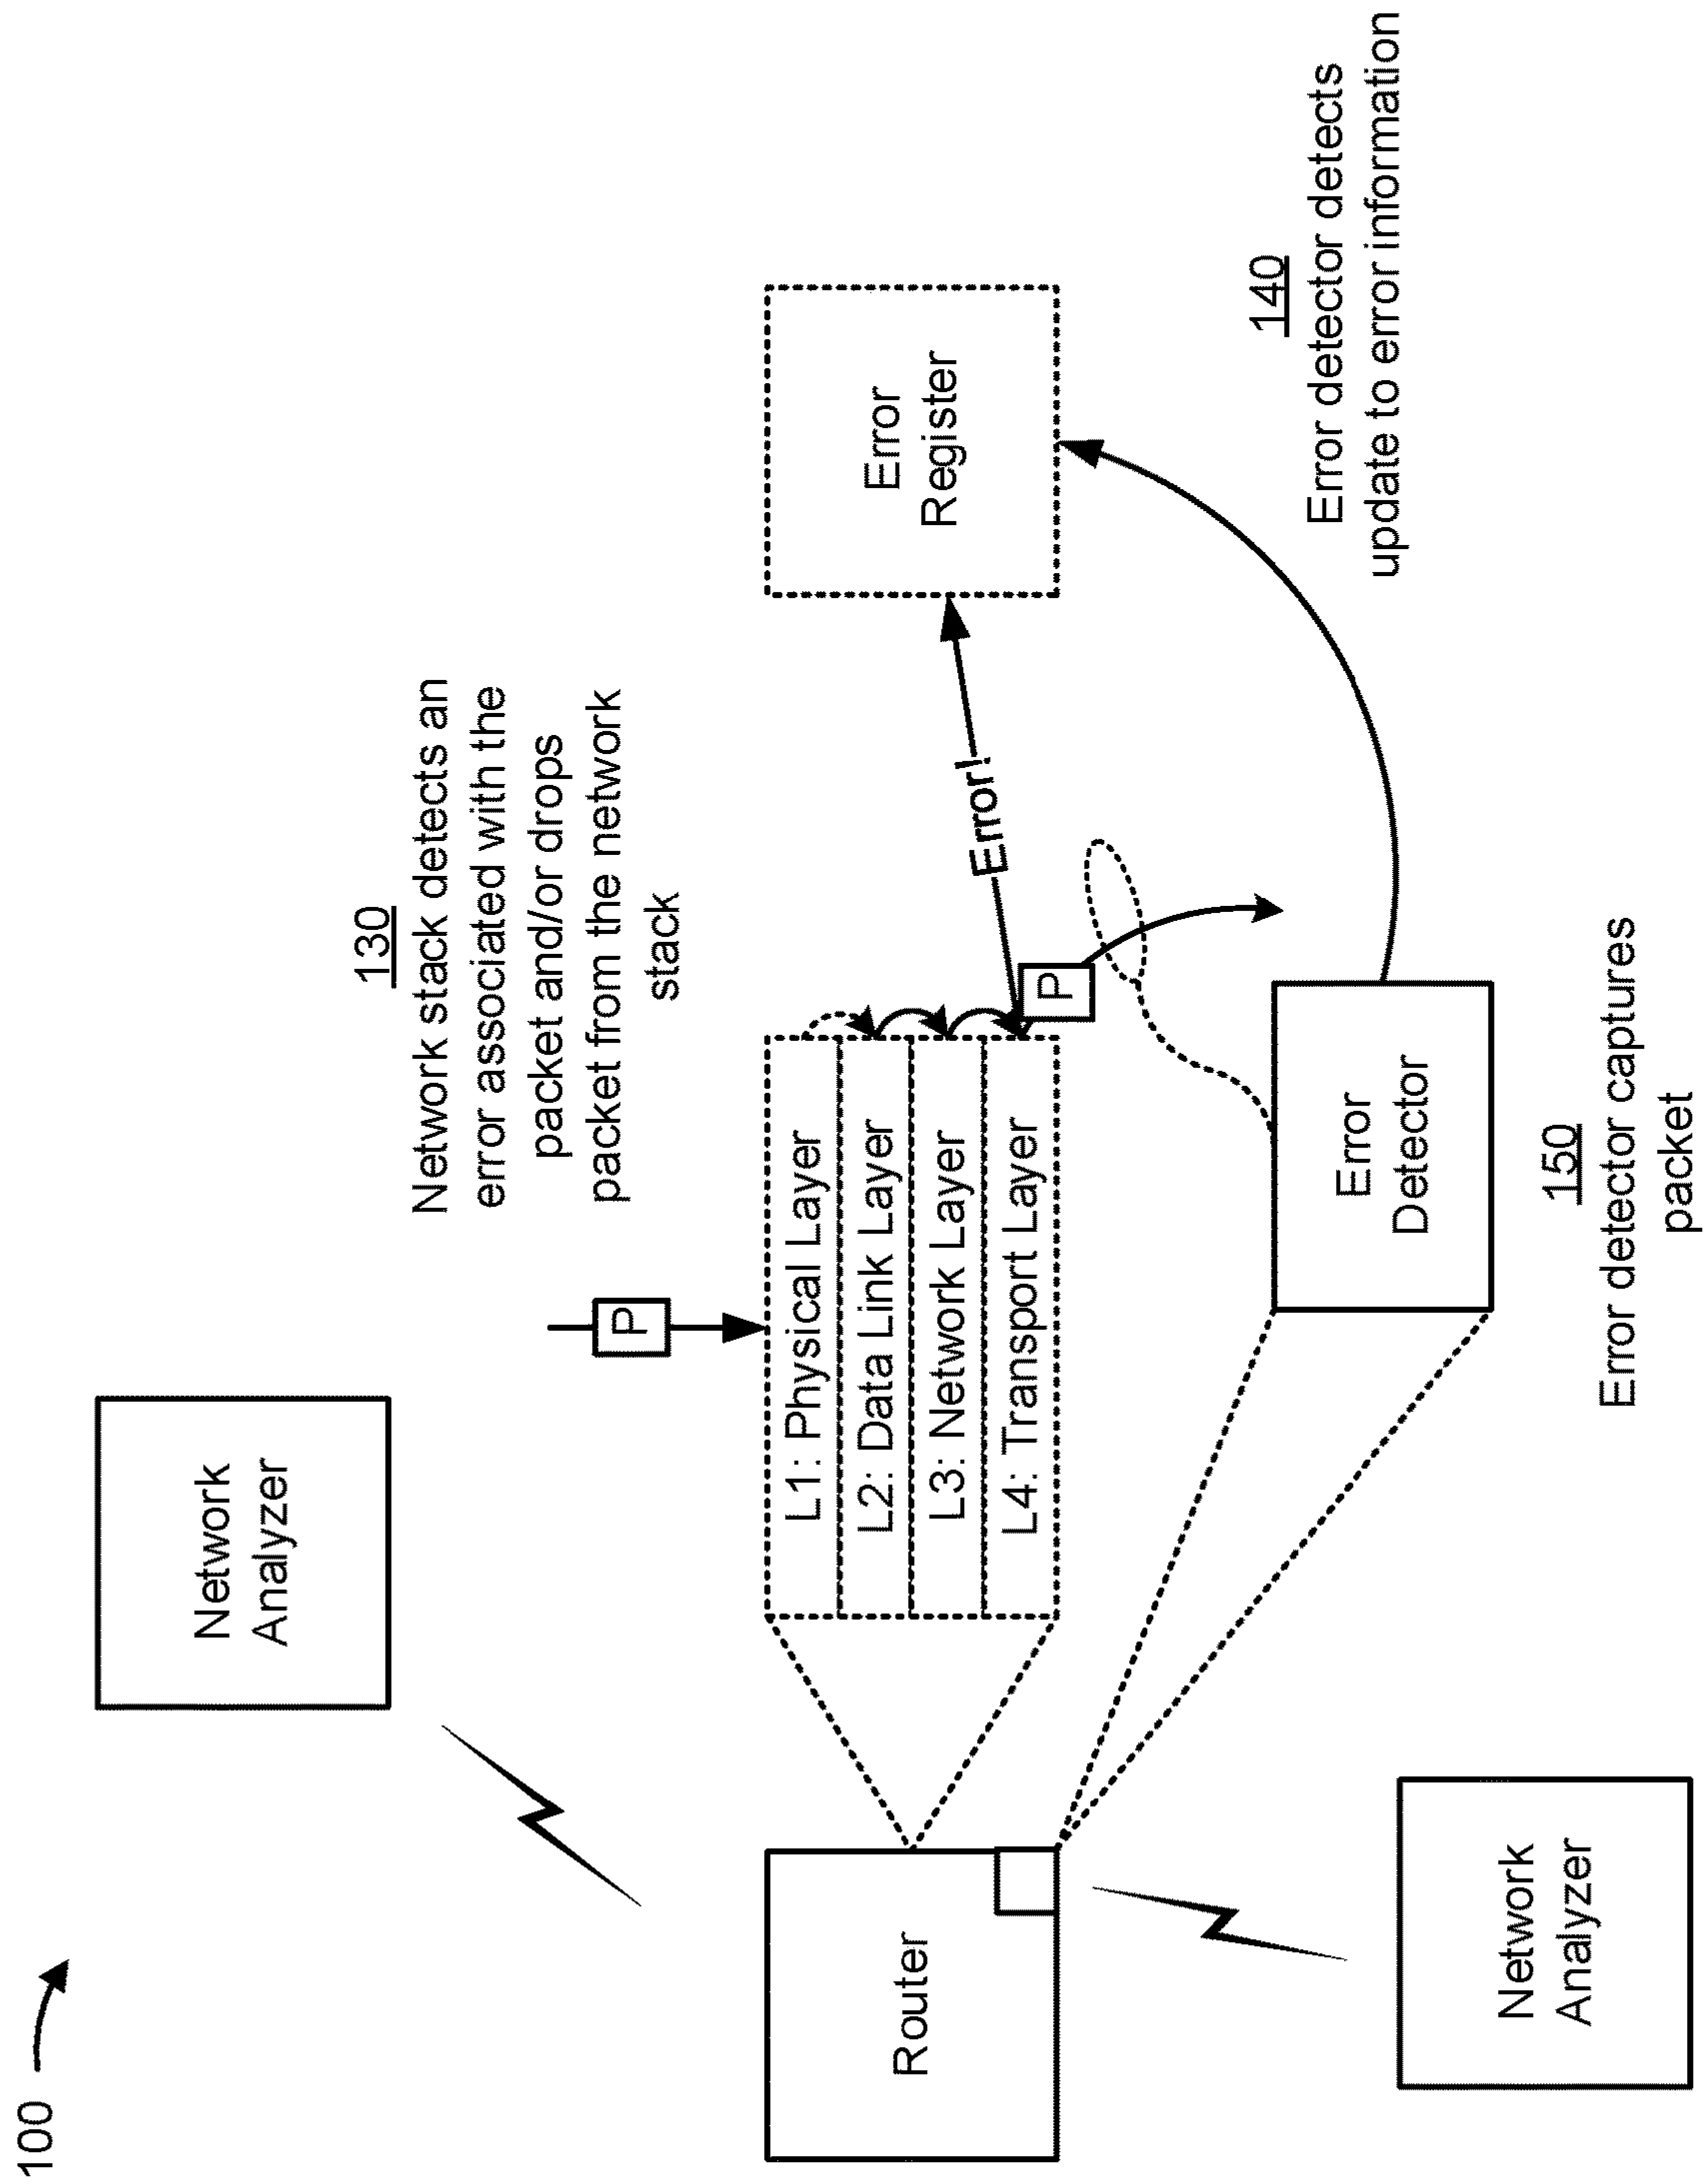 100
Network
Analyzer
130
Network stack detects an
error associated with the
packet and/or drops
packet from the network
stack
P
Router
L1: Physical Layer
L2: Data Link Layer
L3: Network Layer
L4: Transport Layer
Error!
P
Error
Register
140
Error detector detects
update to error information
Error
Detector
150
Error detector captures
packet
Network
Analyzer